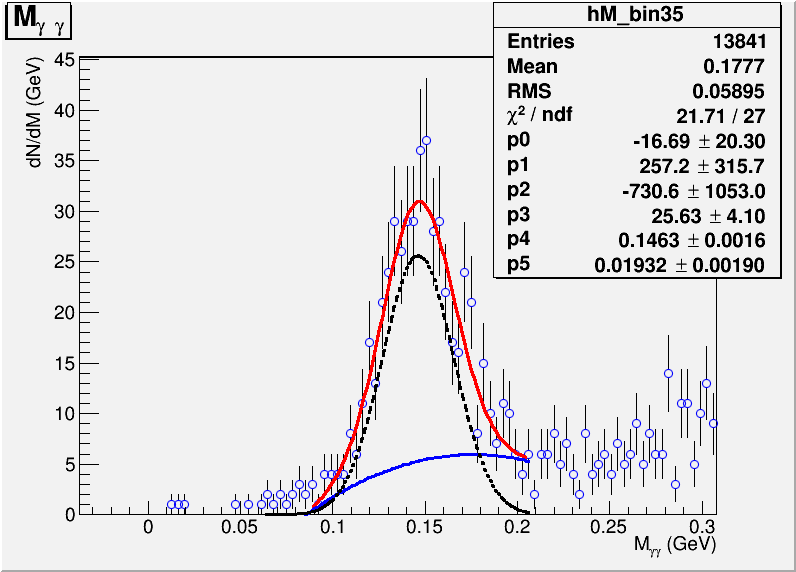 Mγ γ
hM_bin35
Entries 13841
Mean 0.1777
RMS 0.05895
χ² / ndf 21.71 / 27
p0 -16.69 ± 20.30
p1 257.2 ± 315.7
p2 -730.6 ± 1053.0
p3 25.63 ± 4.10
p4 0.1463 ± 0.0016
p5 0.01932 ± 0.00190
dN/dM (GeV)
45
40
35
30
25
20
15
10
5
0
0 0.05 0.1 0.15 0.2 0.25 0.3
Mγγ (GeV)